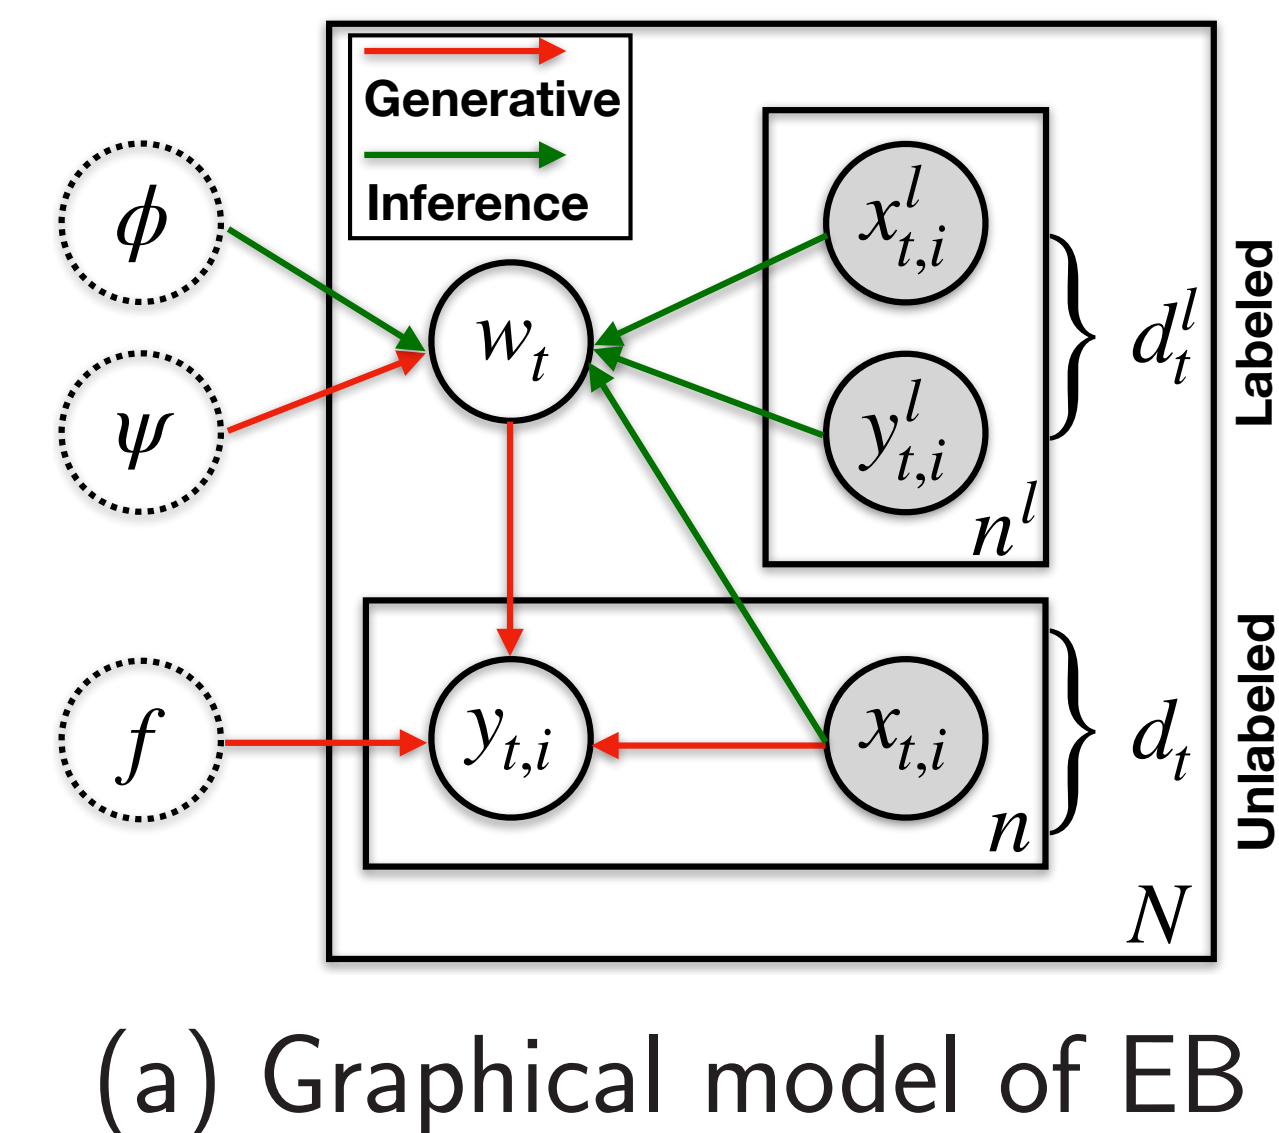 Generative
Inference
ϕ
ψ
f
w_t
x^l_{t,i}
y^l_{t,i}
n^l
d^l_t
Labeled
y_{t,i}
x_{t,i}
n
d_t
Unlabeled
N
(a) Graphical model of EB